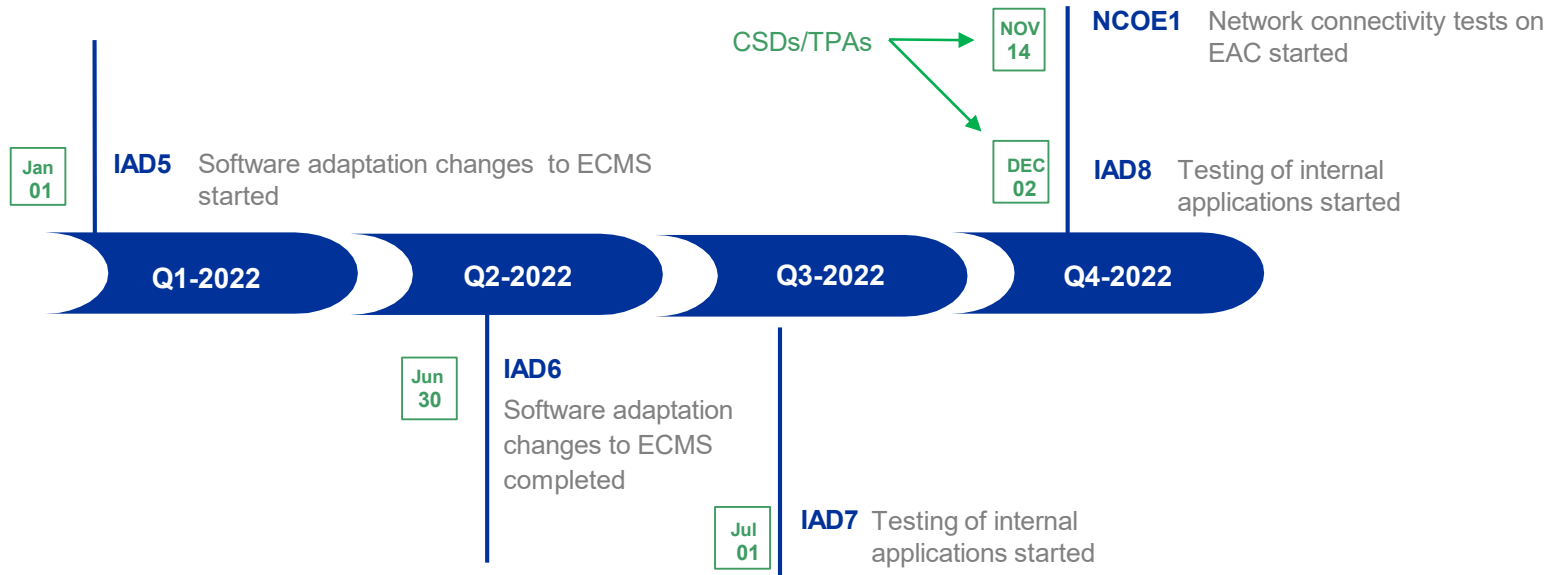 CSDs/TPAs
NOV
14
NCOE1 Network connectivity tests on
EAC started
Jan
01
IAD5 Software adaptation changes to ECMS
started
DEC
02
IAD8 Testing of internal
applications started
Q1-2022
Q2-2022
Q3-2022
Q4-2022
Jun
30
IAD6
Software adaptation
changes to ECMS
completed
Jul
01
IAD7 Testing of internal
applications started